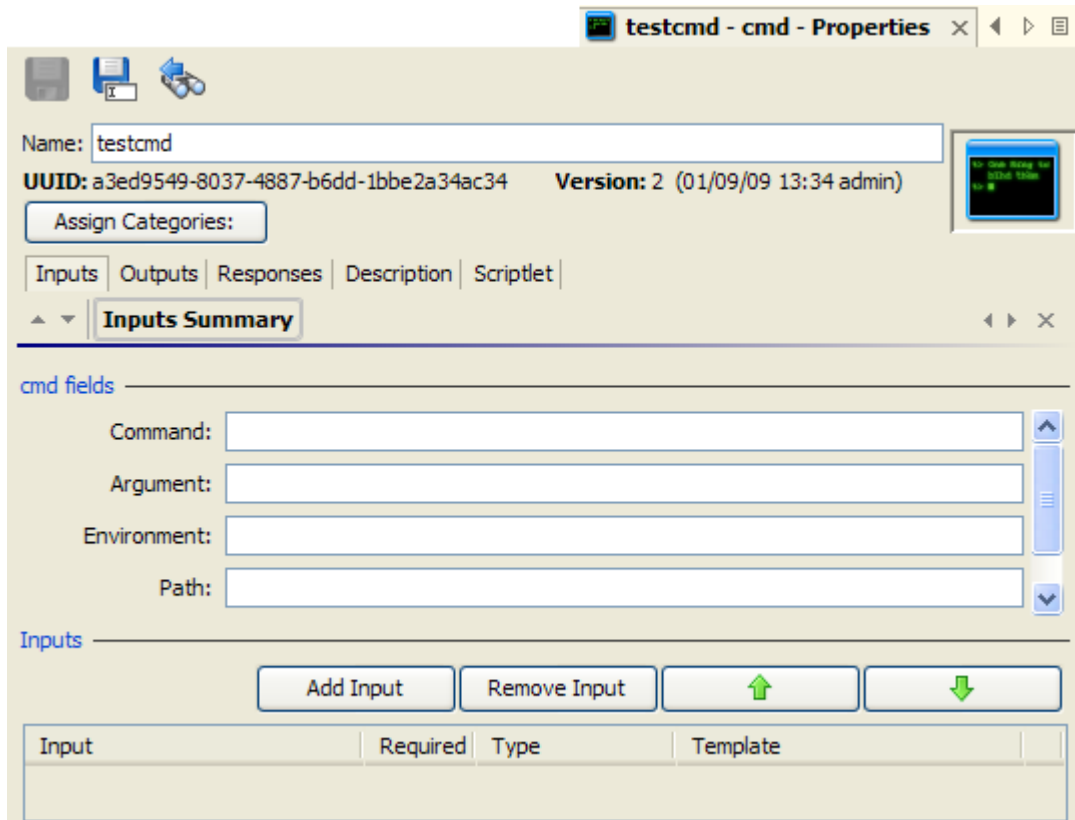 testcmd - cmd - Properties
Name: testcmd
UUID: a3ed9549-8037-4887-b6dd-1bbe2a34ac34 Version: 2 (01/09/09 13:34 admin)
Assign Categories:
Inputs Outputs Responses Description Scriptlet
Inputs Summary
cmd fields
Command:
Argument:
Environment:
Path:
Inputs
Add Input Remove Input
Input Required Type Template